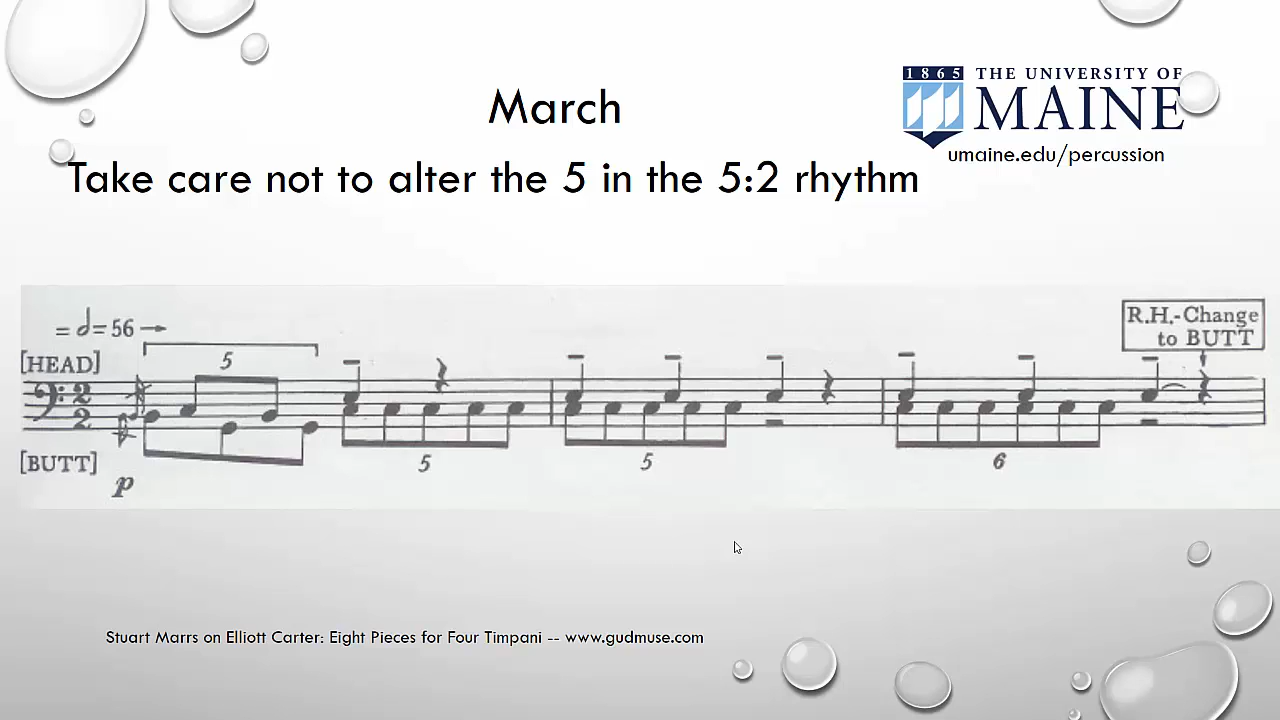 March
1865 THE UNIVERSITY OF
MAINE
umaine.edu/percussion
Take care not to alter the 5 in the 5:2 rhythm
R.H.-Change
to BUTT
= 𝅗𝅥= 56 →
5
[HEAD]
2
2
[BUTT]
p
5
5
6
Stuart Marrs on Elliott Carter: Eight Pieces for Four Timpani -- www.gudmuse.com